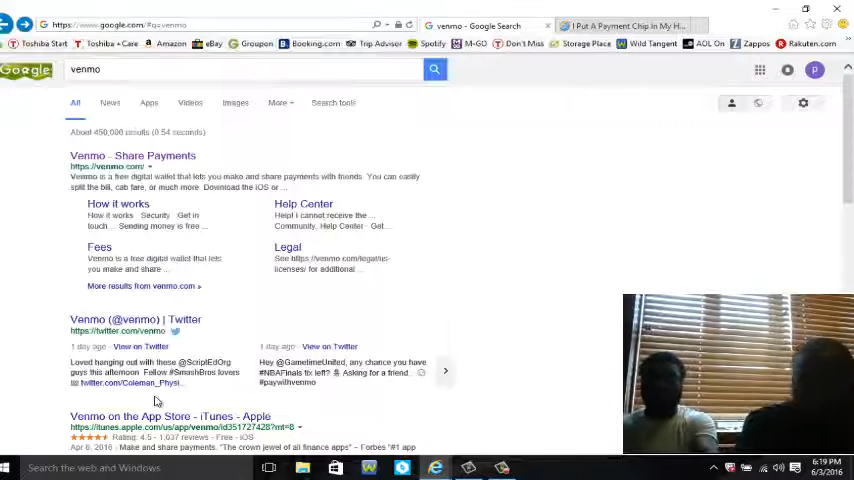 https://www.google.com/#q=venmo
venmo - Google Search
I Put A Payment Chip In My H...
Toshiba Start
Toshiba • Care
Amazon
eBay
Groupon
Booking.com
Trip Advisor
Spotify
M-GO
Don't Miss
Storage Place
Wild Tangent
AOL On
Zappos
Rakuten.com
Google
venmo
All
News
Apps
Videos
Images
More
Search tools
About 450,000 results (0.54 seconds)
Venmo - Share Payments
https://venmo.com/
Venmo is a free digital wallet that lets you make and share payments with friends You can easily
split the bill, cab fare, or much more Download the iOS or ...
How it works
How it works Security Get in
touch... Sending money is free ...
Help Center
Help! I cannot receive the ...
Community, Help Center · Get...
Fees
Venmo is a free digital wallet that lets
you make and share ...
Legal
See https://venmo.com/legal/us-
licenses/ for additional ...
More results from venmo.com »
Venmo (@venmo) | Twitter
https://twitter.com/venmo
1 day ago · View on Twitter
Loved hanging out with these @ScriptEdOrg
guys this afternoon Follow #SmashBros lovers
twitter.com/Coleman_Physi...
1 day ago · View on Twitter
Hey @GametimeUnited, any chance you have
#NBAFinals tix left? Asking for a friend.
#paywithvenmo
Venmo on the App Store - iTunes - Apple
https://itunes.apple.com/us/app/venmo/id351727428?mt=8
Rating: 4.5 - 1,037 reviews - Free - iOS
Apr 6, 2016 - Make and share payments. "The crown jewel of all finance apps" – Forbes "#1 app
Search the web and Windows
6:19 PM
6/3/2016